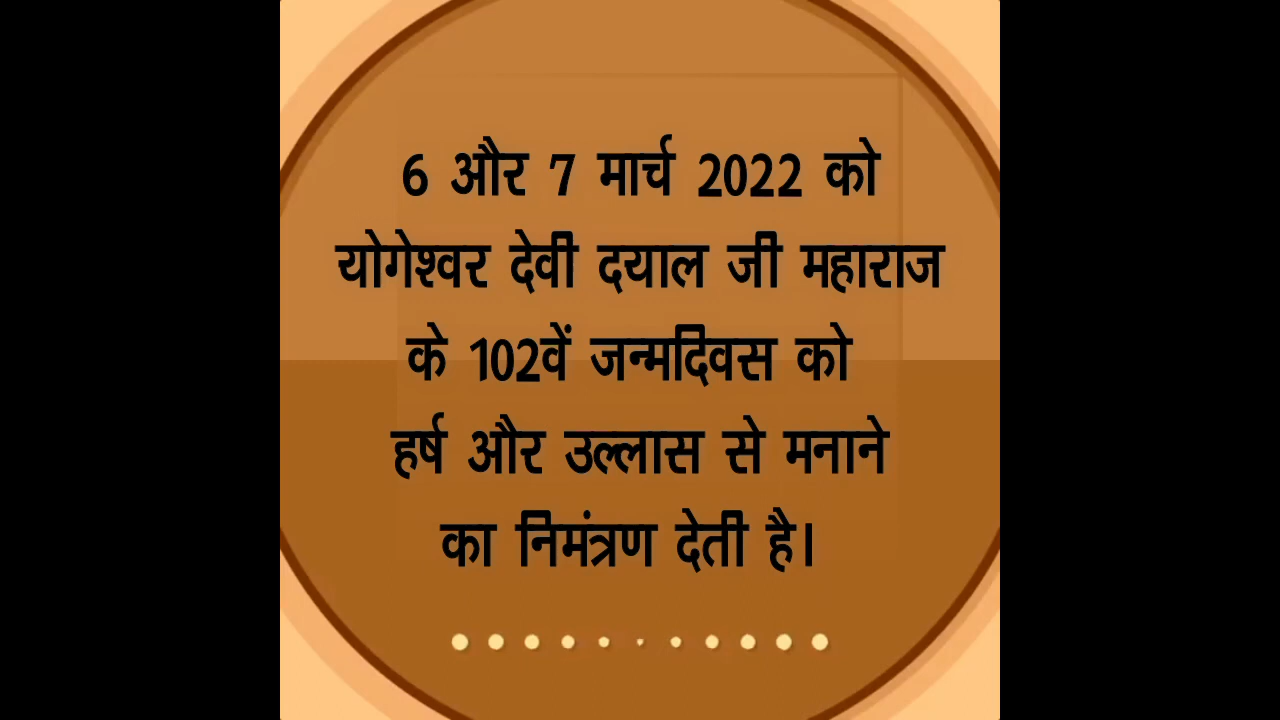 6 और 7 मार्च 2022 को
योगेश्वर देवी दयाल जी महाराज
के 102वें जन्मदिवस को
हर्ष और उल्लास से मनाने
का निमंत्रण देती है।